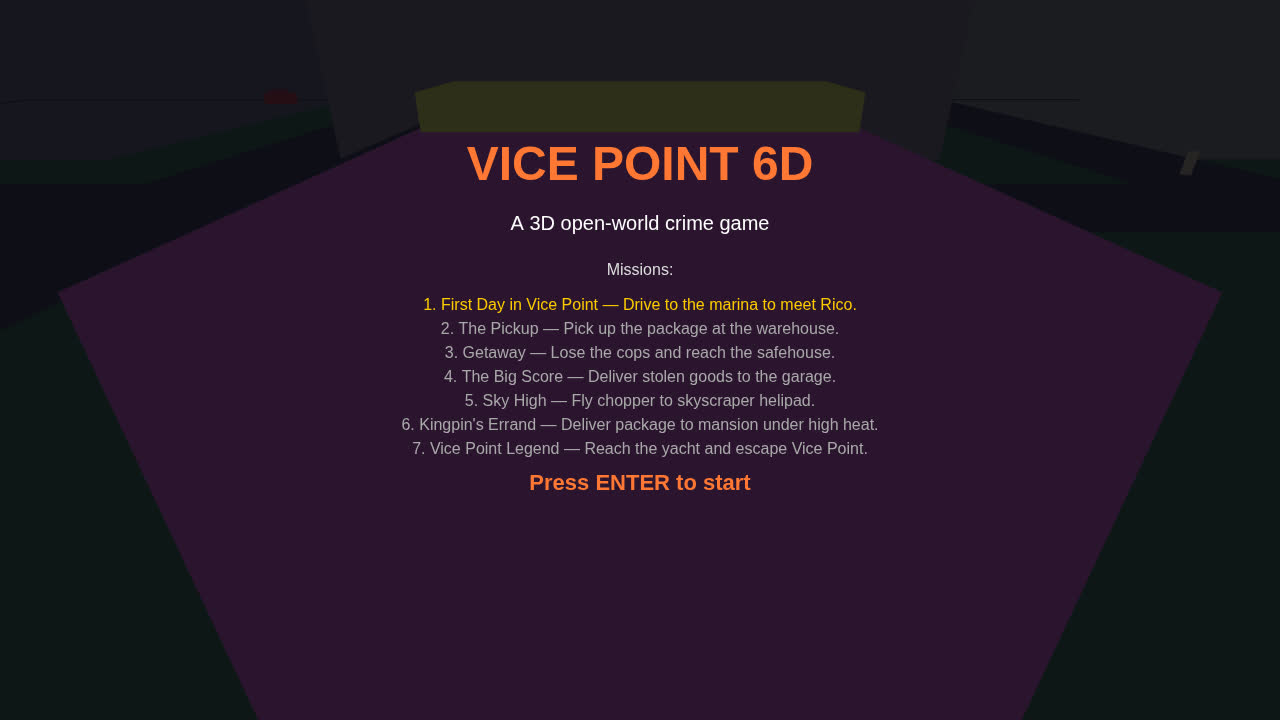 VICE POINT 6D
A 3D open-world crime game
Missions:
1. First Day in Vice Point — Drive to the marina to meet Rico.
2. The Pickup — Pick up the package at the warehouse.
3. Getaway — Lose the cops and reach the safehouse.
4. The Big Score — Deliver stolen goods to the garage.
5. Sky High — Fly chopper to skyscraper helipad.
6. Kingpin's Errand — Deliver package to mansion under high heat.
7. Vice Point Legend — Reach the yacht and escape Vice Point.
Press ENTER to start